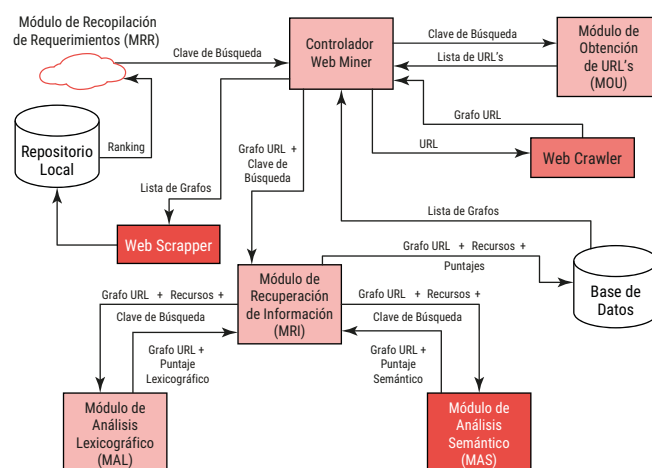 Módulo de Recopilación
de Requerimientos (MRR)
Clave de Búsqueda
Controlador
Web Miner
Clave de Búsqueda
Lista de URL's
Módulo de
Obtención
de URL's
(MOU)
Grafo URL
URL
Web Crawler
Repositorio
Local
Ranking
Grafo URL +
Clave de
Búsqueda
Lista de Grafos
Web Scrapper
Lista de Grafos
Grafo URL + Recursos +
Puntajes
Base de
Datos
Módulo de
Recuperación
de Información
(MRI)
Grafo URL + Recursos +
Clave de Búsqueda
Grafo URL + Recursos +
Clave de Búsqueda
Grafo URL +
Puntaje
Lexicográfico
Grafo URL +
Puntaje
Semántico
Módulo de
Análisis
Lexicográfico
(MAL)
Módulo de
Análisis
Semántico
(MAS)